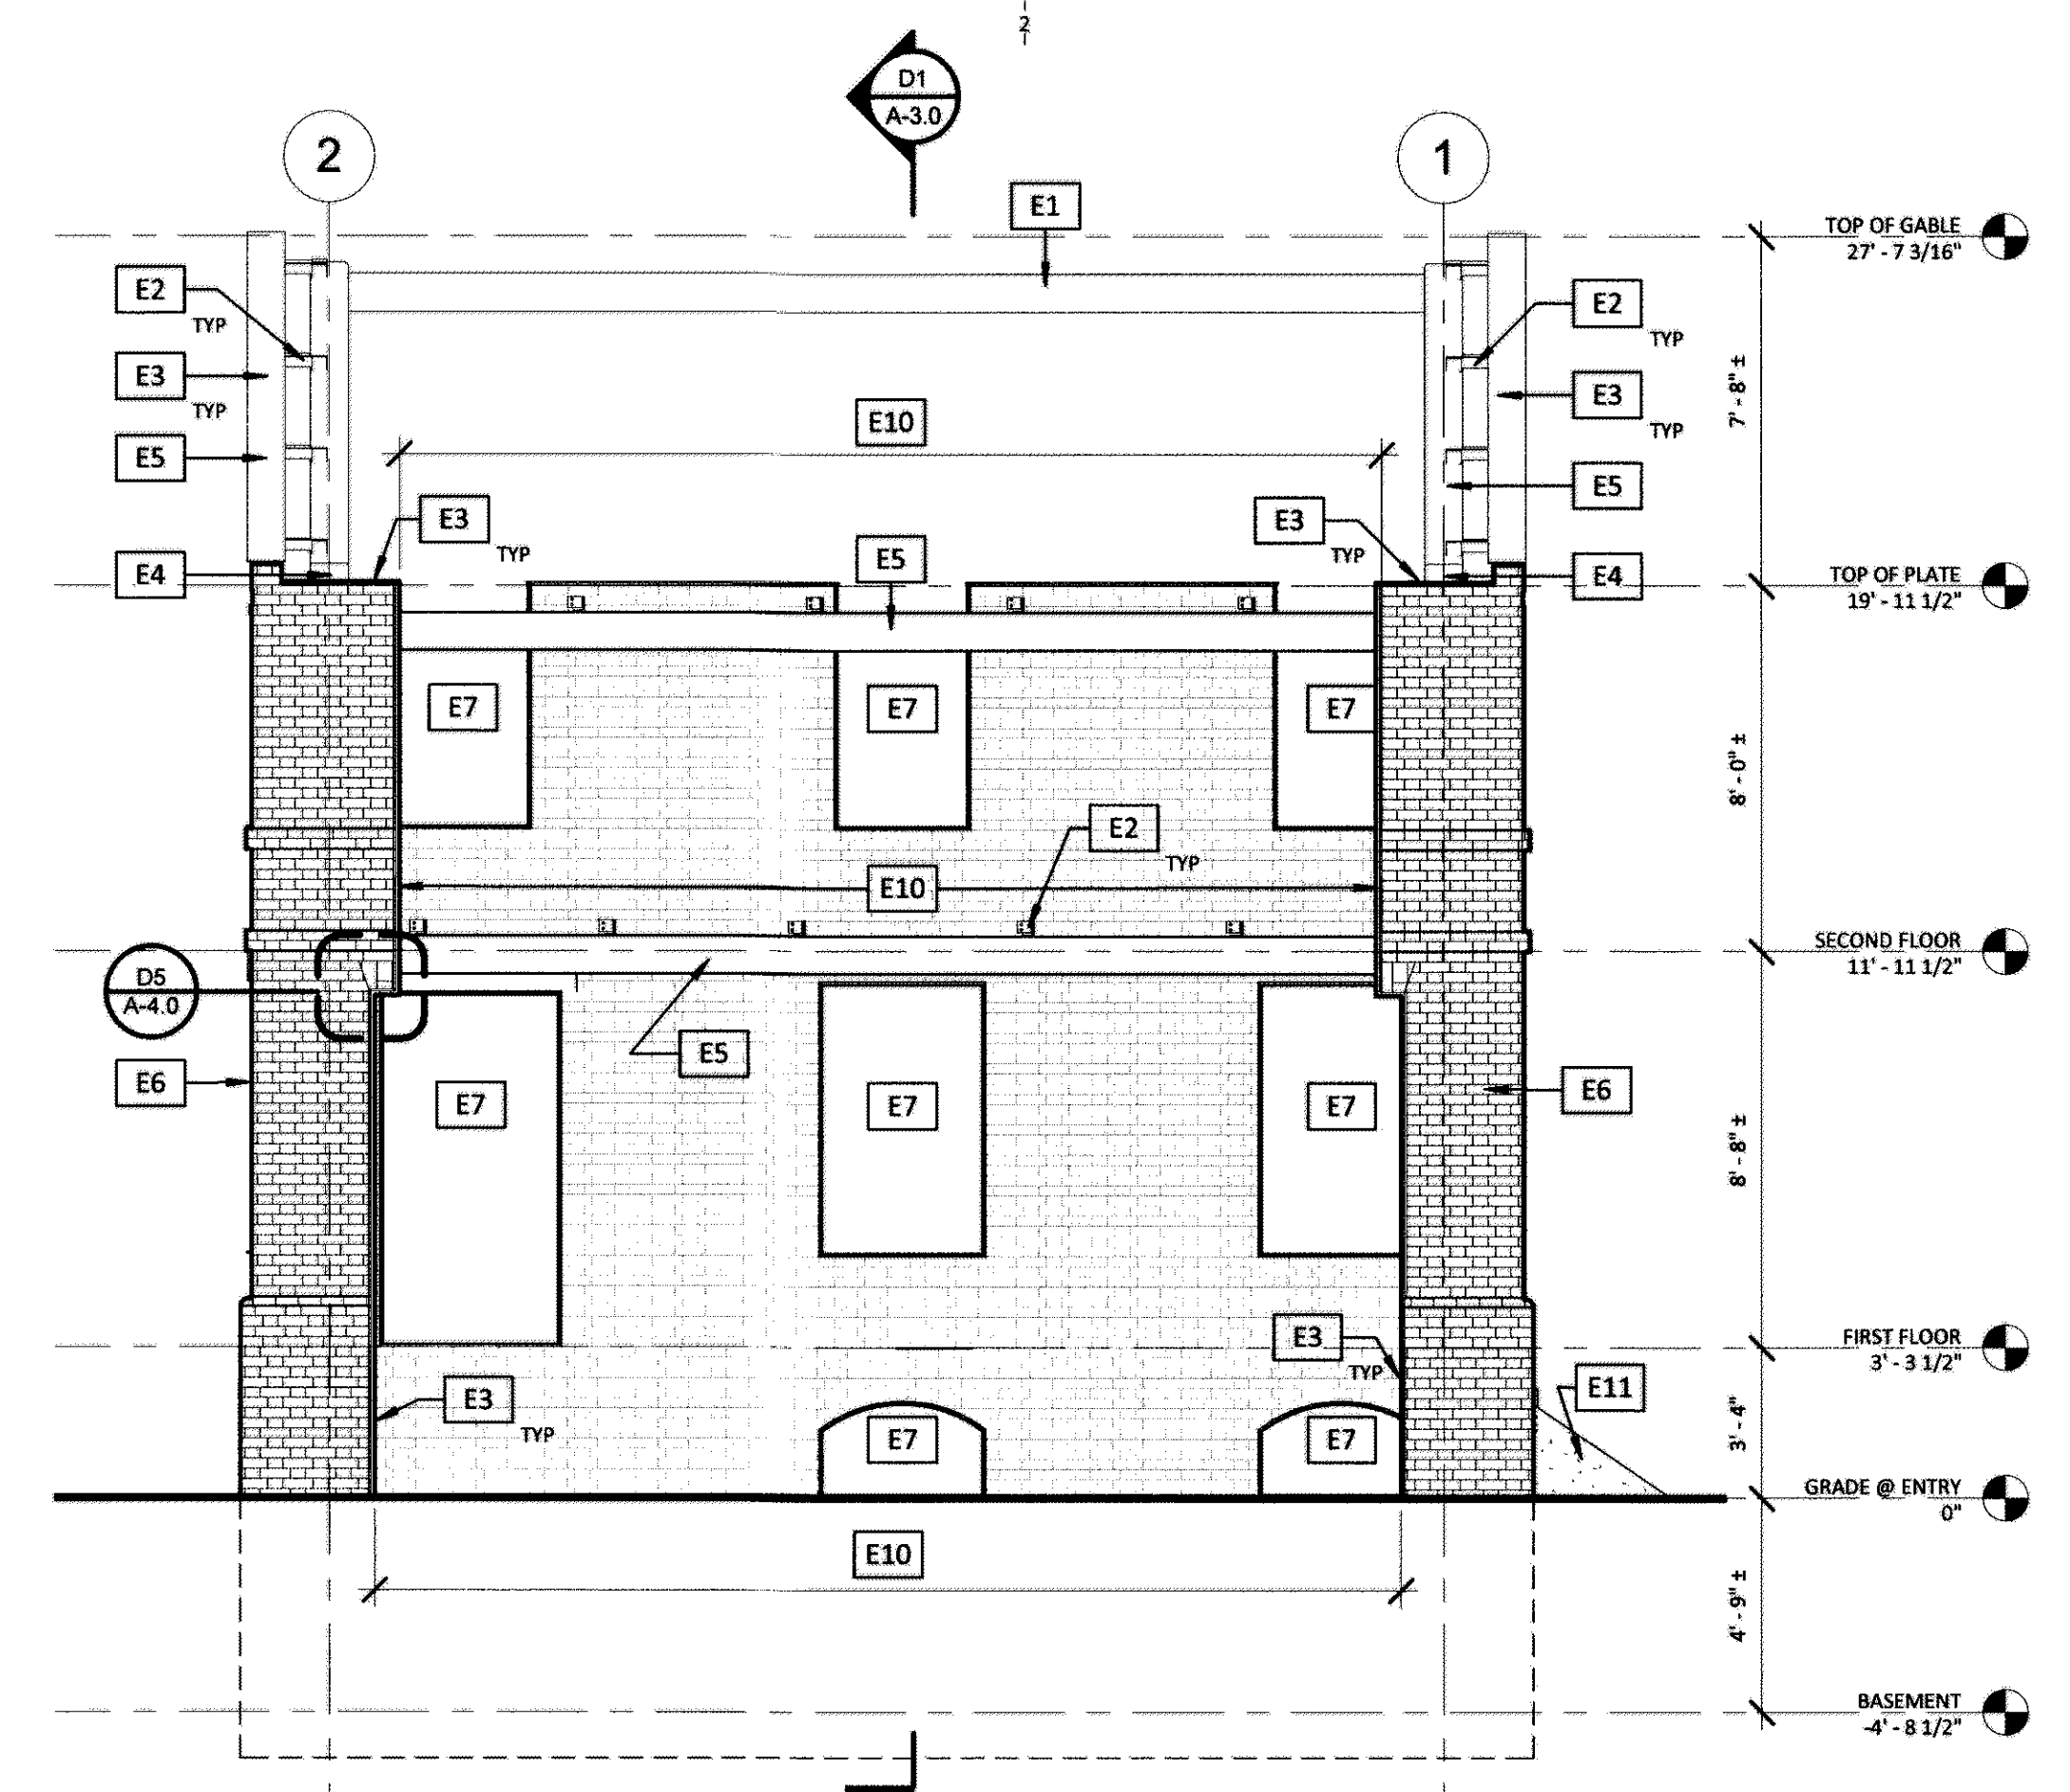 2
D1
A-3.0
2
1
E1
TOP OF GABLE
27' - 7 3/16"
E2
TYP
E2
TYP
E3
TYP
E3
TYP
7' - 8" ±
E10
E5
E5
E3
TYP
E3
TYP
E5
E4
E4
TOP OF PLATE
19' - 11 1/2"
E7
E7
E7
8' - 0" ±
E2
TYP
E10
SECOND FLOOR
11' - 11 1/2"
D5
A-4.0
E5
E6
E6
E7
E7
E7
8' - 8" ±
E3
TYP
FIRST FLOOR
3' - 3 1/2"
E11
E3
TYP
E7
E7
3' - 4"
GRADE @ ENTRY
0"
E10
4' - 9" ±
BASEMENT
-4' - 8 1/2"